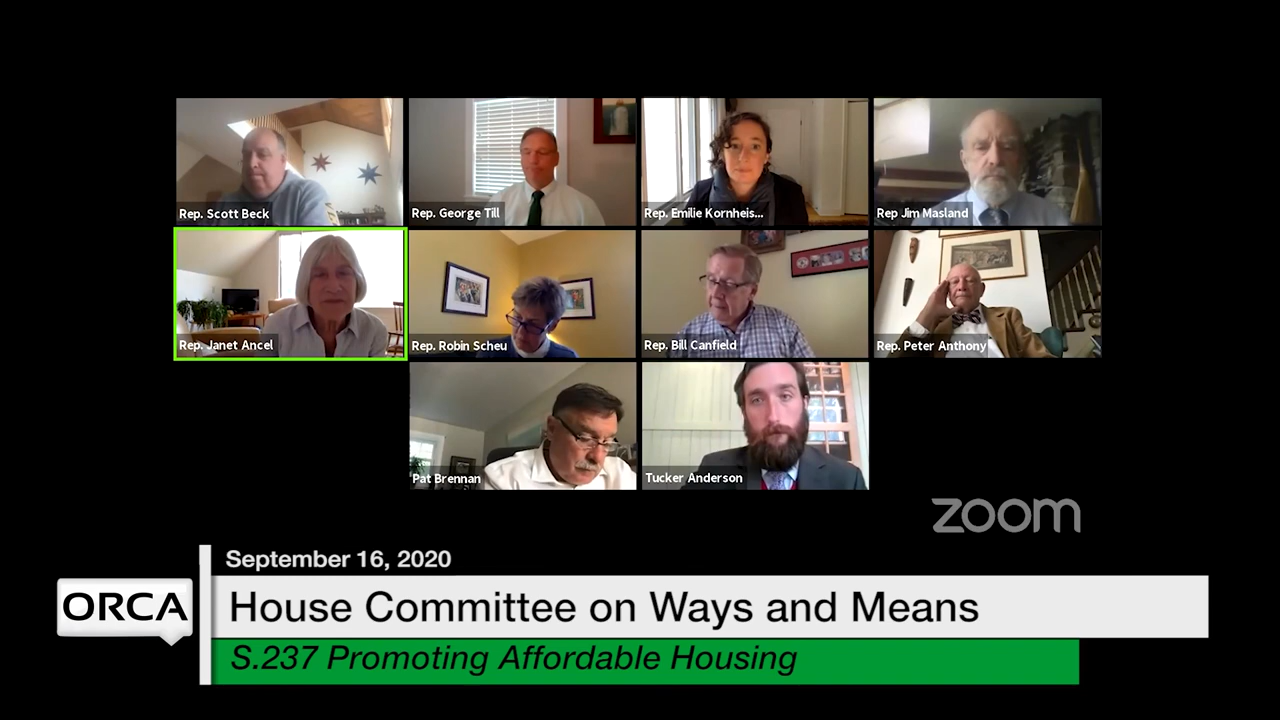 Rep. Scott Beck
Rep. George Till
Rep. Emilie Kornheis...
Rep Jim Masland
Rep. Janet Ancel
Rep. Robin Scheu
Rep. Bill Canfield
Rep. Peter Anthony
Pat Brennan
Tucker Anderson
zoom
September 16, 2020
ORCA
House Committee on Ways and Means
S.237 Promoting Affordable Housing